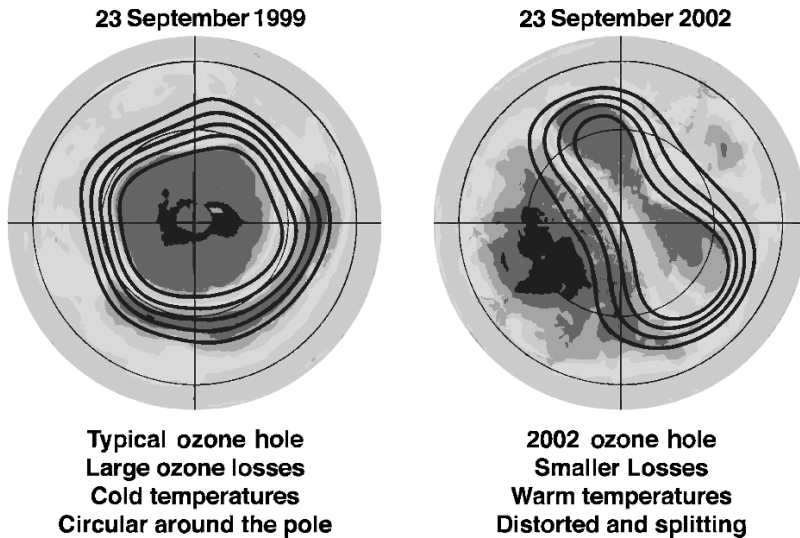 23 September 1999
23 September 2002
Typical ozone hole
Large ozone losses
Cold temperatures
Circular around the pole
2002 ozone hole
Smaller Losses
Warm temperatures
Distorted and splitting